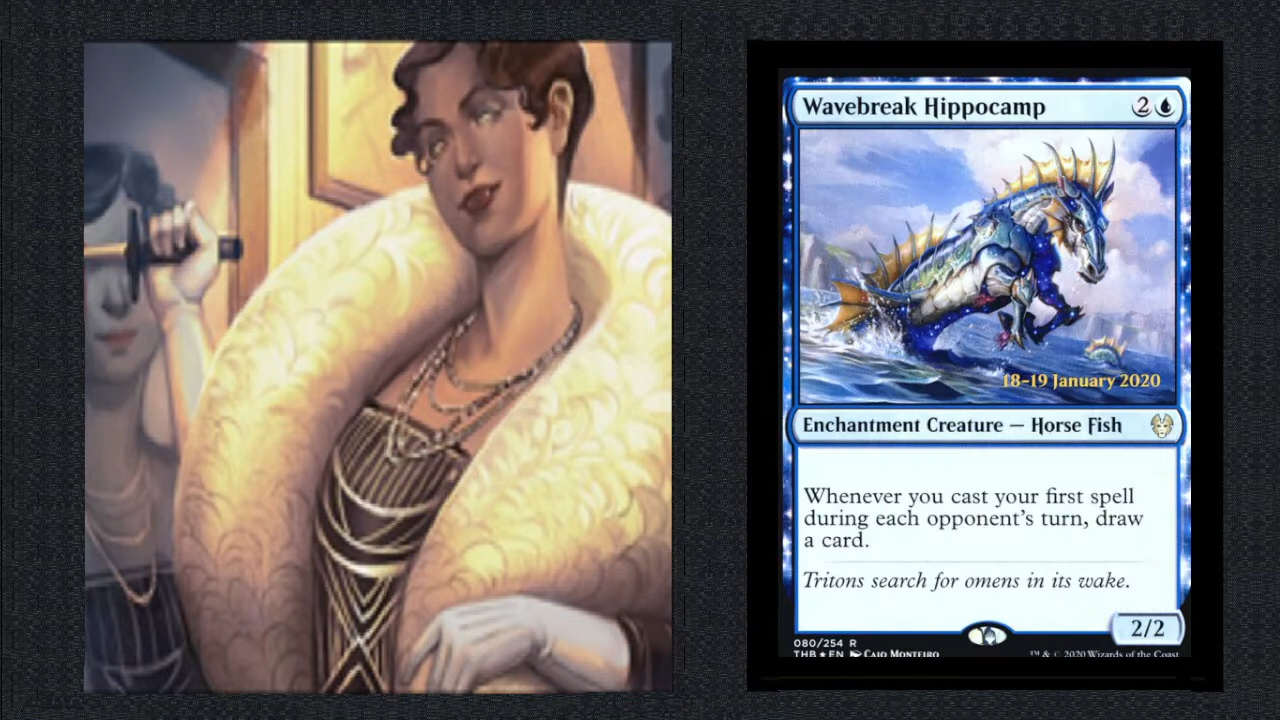 Wavebreak Hippocamp 2
18-19 January 2020
Enchantment Creature — Horse Fish
Whenever you cast your first spell
during each opponent's turn, draw
a card.
Tritons search for omens in its wake.
2/2
080/254 R
THB ★ EN Caio Monteiro
™ & © 2020 Wizards of the Coast